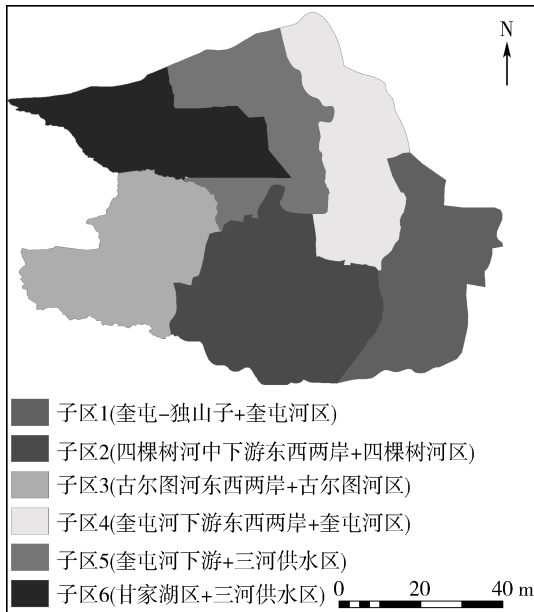 N
子区1(奎屯-独山子+奎屯河区)
子区2(四棵树河中下游东西两岸+四棵树河区)
子区3(古尔图河东西两岸+古尔图河区)
子区4(奎屯河下游东西两岸+奎屯河区)
子区5(奎屯河下游+三河供水区)
子区6(甘家湖区+三河供水区)
0 20 40 m